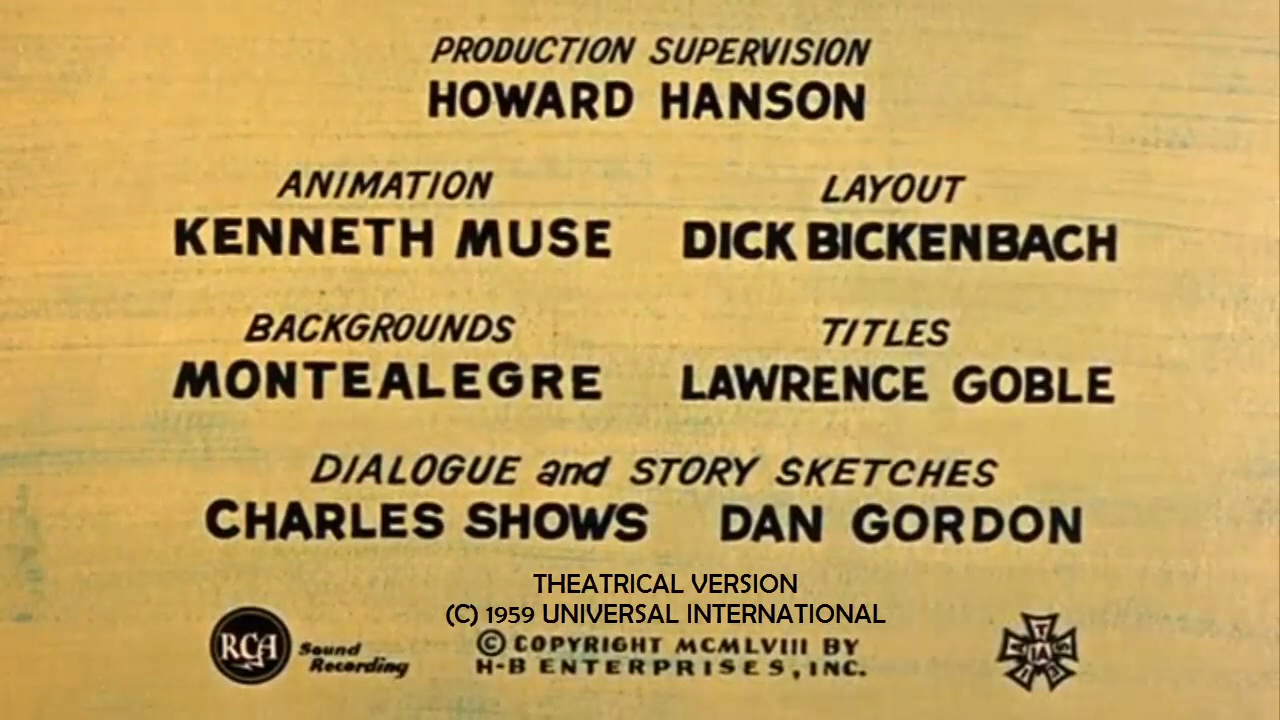 PRODUCTION SUPERVISION
HOWARD HANSON
ANIMATION
KENNETH MUSE
LAYOUT
DICK BICKENBACH
BACKGROUNDS
MONTEALEGRE
TITLES
LAWRENCE GOBLE
DIALOGUE and STORY SKETCHES
CHARLES SHOWS DAN GORDON
THEATRICAL VERSION
(C) 1959 UNIVERSAL INTERNATIONAL
RCA Sound Recording
© COPYRIGHT MCMLVIII BY
H-B ENTERPRISES, INC.
IATSE